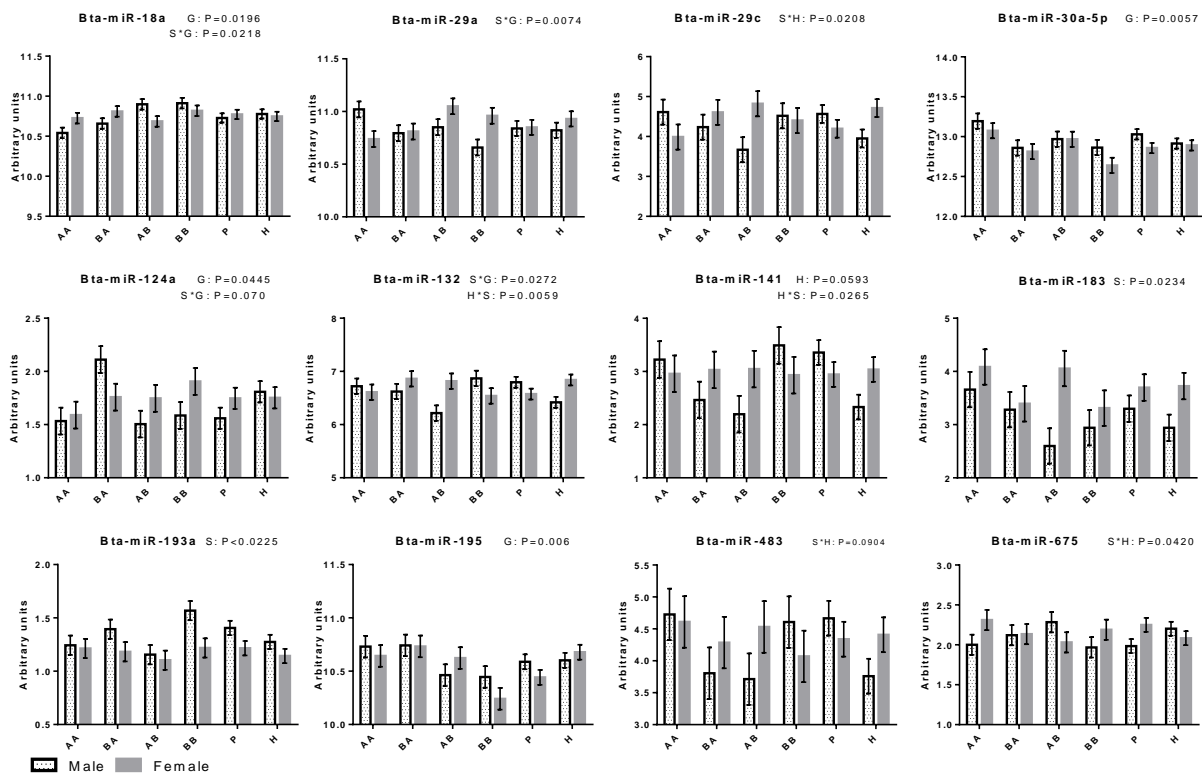 Bta-miR-18a G: P=0.0196
S*G: P=0.0218
Arbitrary units
11.5
11.0
10.5
10.0
9.5
AA BA AB BB P H
Bta-miR-29a S*G: P=0.0074
Arbitrary units
11.5
11.0
10.5
10.0
AA BA AB BB P H
Bta-miR-29c S*H: P=0.0208
Arbitrary units
6
5
4
3
2
AA BA AB BB P H
Bta-miR-30a-5p G: P=0.0057
Arbitrary units
14.0
13.5
13.0
12.5
12.0
AA BA AB BB P H
Bta-miR-124a G: P=0.0445
S*G: P=0.070
Arbitrary units
2.5
2.0
1.5
1.0
AA BA AB BB P H
Bta-miR-132 S*G: P=0.0272
H*S: P=0.0059
Arbitrary units
8
7
6
5
AA BA AB BB P H
Bta-miR-141 H: P=0.0593
H*S: P=0.0265
Arbitrary units
4
3
2
1
AA BA AB BB P H
Bta-miR-183 S: P=0.0234
Arbitrary units
5
4
3
2
AA BA AB BB P H
Bta-miR-193a S: P<0.0225
Arbitrary units
2.0
1.5
1.0
0.5
AA BA AB BB P H
Bta-miR-195 G: P=0.006
Arbitrary units
11.5
11.0
10.5
10.0
AA BA AB BB P H
Bta-miR-483 S*H: P=0.0904
Arbitrary units
5.5
5.0
4.5
4.0
3.5
3.0
AA BA AB BB P H
Bta-miR-675 S*H: P=0.0420
Arbitrary units
3.0
2.5
2.0
1.5
1.0
AA BA AB BB P H
Male Female